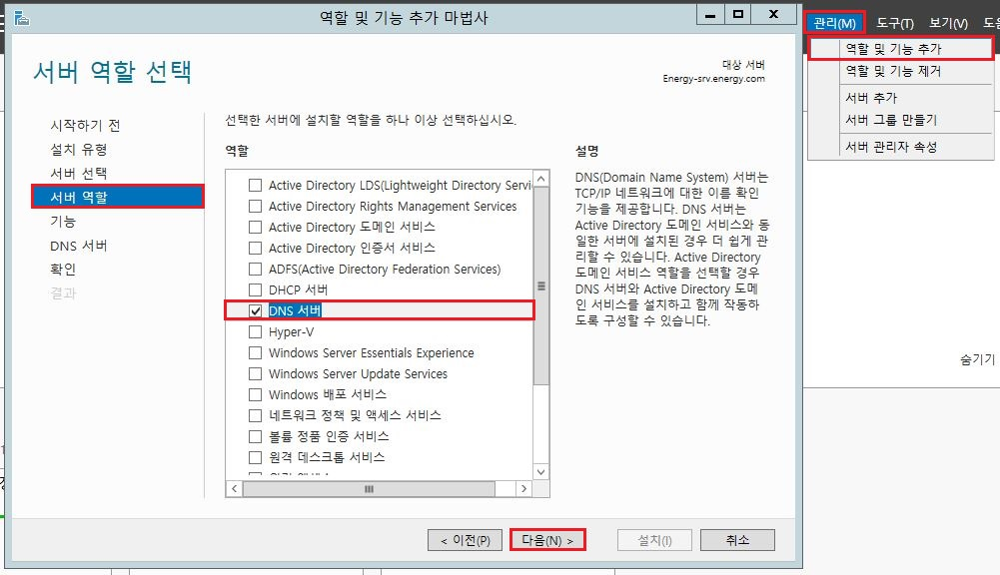 역할 및 기능 추가 마법사
서버 역할 선택
대상 서버
Energy-srv.energy.com
시작하기 전
설치 유형
서버 선택
서버 역할
기능
DNS 서버
확인
결과
선택한 서버에 설치할 역할을 하나 이상 선택하십시오.
역할
Active Directory LDS(Lightweight Directory Servi
Active Directory Rights Management Services
Active Directory 도메인 서비스
Active Directory 인증서 서비스
ADFS(Active Directory Federation Services)
DHCP 서버
DNS 서버
Hyper-V
Windows Server Essentials Experience
Windows Server Update Services
Windows 배포 서비스
네트워크 정책 및 액세스 서비스
볼륨 정품 인증 서비스
원격 데스크톱 서비스
설명
DNS(Domain Name System) 서버는
TCP/IP 네트워크에 대한 이름 확인
기능을 제공합니다. DNS 서버는
Active Directory 도메인 서비스와 동
일한 서버에 설치된 경우 더 쉽게 관
리할 수 있습니다. Active Directory
도메인 서비스 역할을 선택할 경우
DNS 서버와 Active Directory 도메
인 서비스를 설치하고 함께 작동하
도록 구성할 수 있습니다.
< 이전(P)
다음(N) >
설치(I)
취소
관리(M) 도구(T) 보기(V)
역할 및 기능 추가
역할 및 기능 제거
서버 추가
서버 그룹 만들기
서버 관리자 속성
숨기기